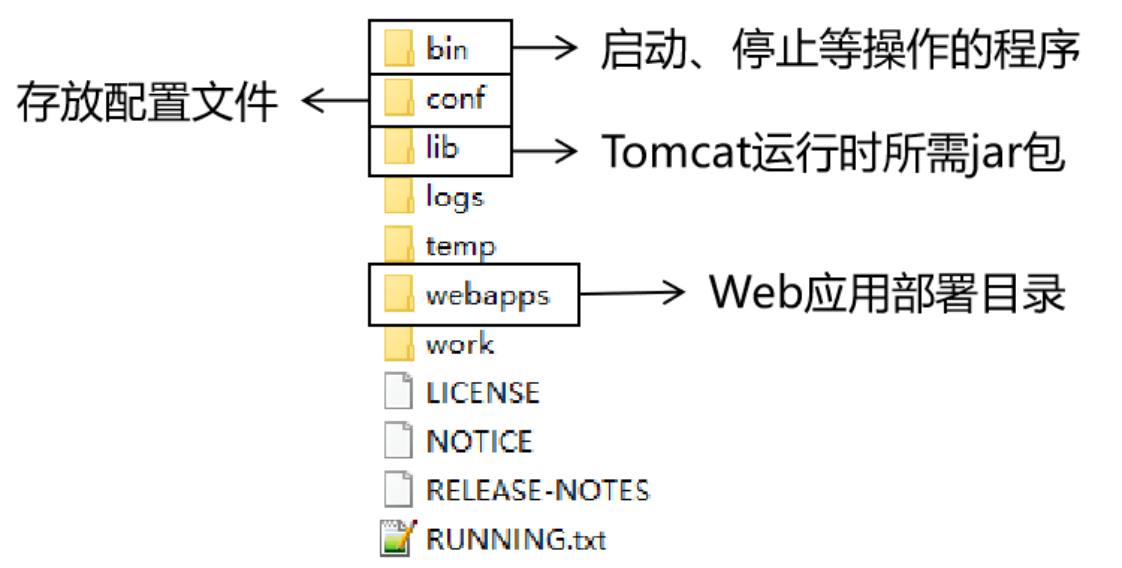 bin
启动、停止等操作的程序
存放配置文件
conf
lib
Tomcat运行时所需jar包
logs
temp
webapps
Web应用部署目录
work
LICENSE
NOTICE
RELEASE-NOTES
RUNNING.txt